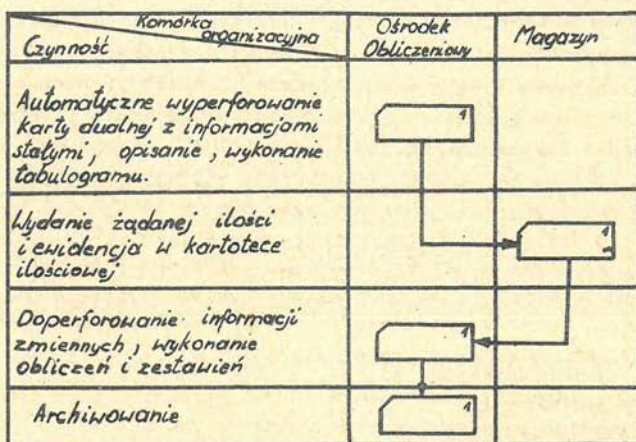 Komórka organizacyjna
Czynność
Ośrodek
Obliczeniowy
Magazyn
Automatyczne wyperforowanie
karty dualnej z informacjami
stałymi, opisanie, wykonanie
tabulogramu.
1
Wydanie żądanej ilości
i ewidencja w kartotece
ilościowej
1
1
Doperforowanie informacji
zmiennych, wykonanie
obliczeń i zestawień
1
Archiwowanie
1